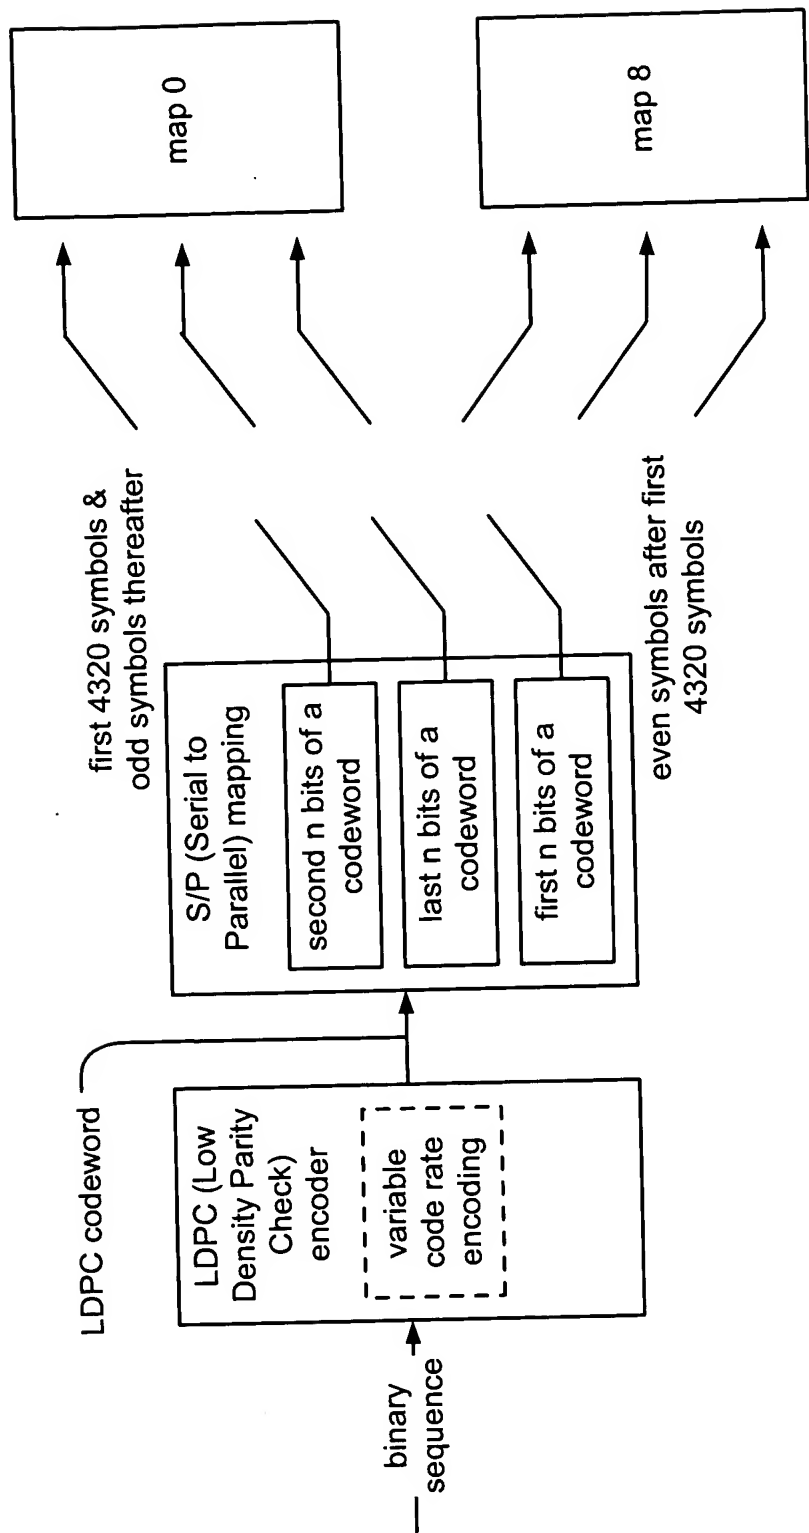 binary
sequence
LDPC codeword
LDPC (Low
Density Parity
Check)
encoder
variable
code rate
encoding
S/P (Serial to
Parallel) mapping
second n bits of a
codeword
last n bits of a
codeword
first n bits of a
codeword
first 4320 symbols &
odd symbols thereafter
even symbols after first
4320 symbols
map 0
map 8